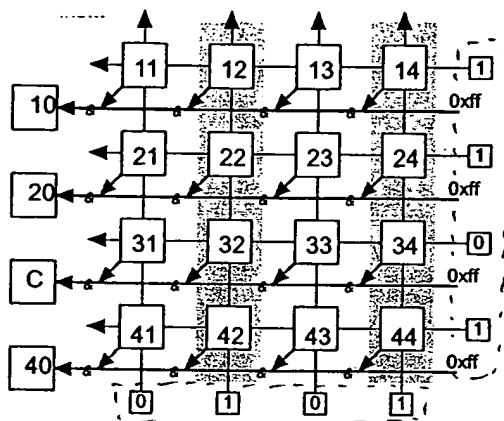 11 12 13 14 1
10 & & & & 0xff
21 22 23 24 1
20 & & & & 0xff
31 32 33 34 0
C & & & & 0xff
41 42 43 44 1
40 & & & & 0xff
0 1 0 1